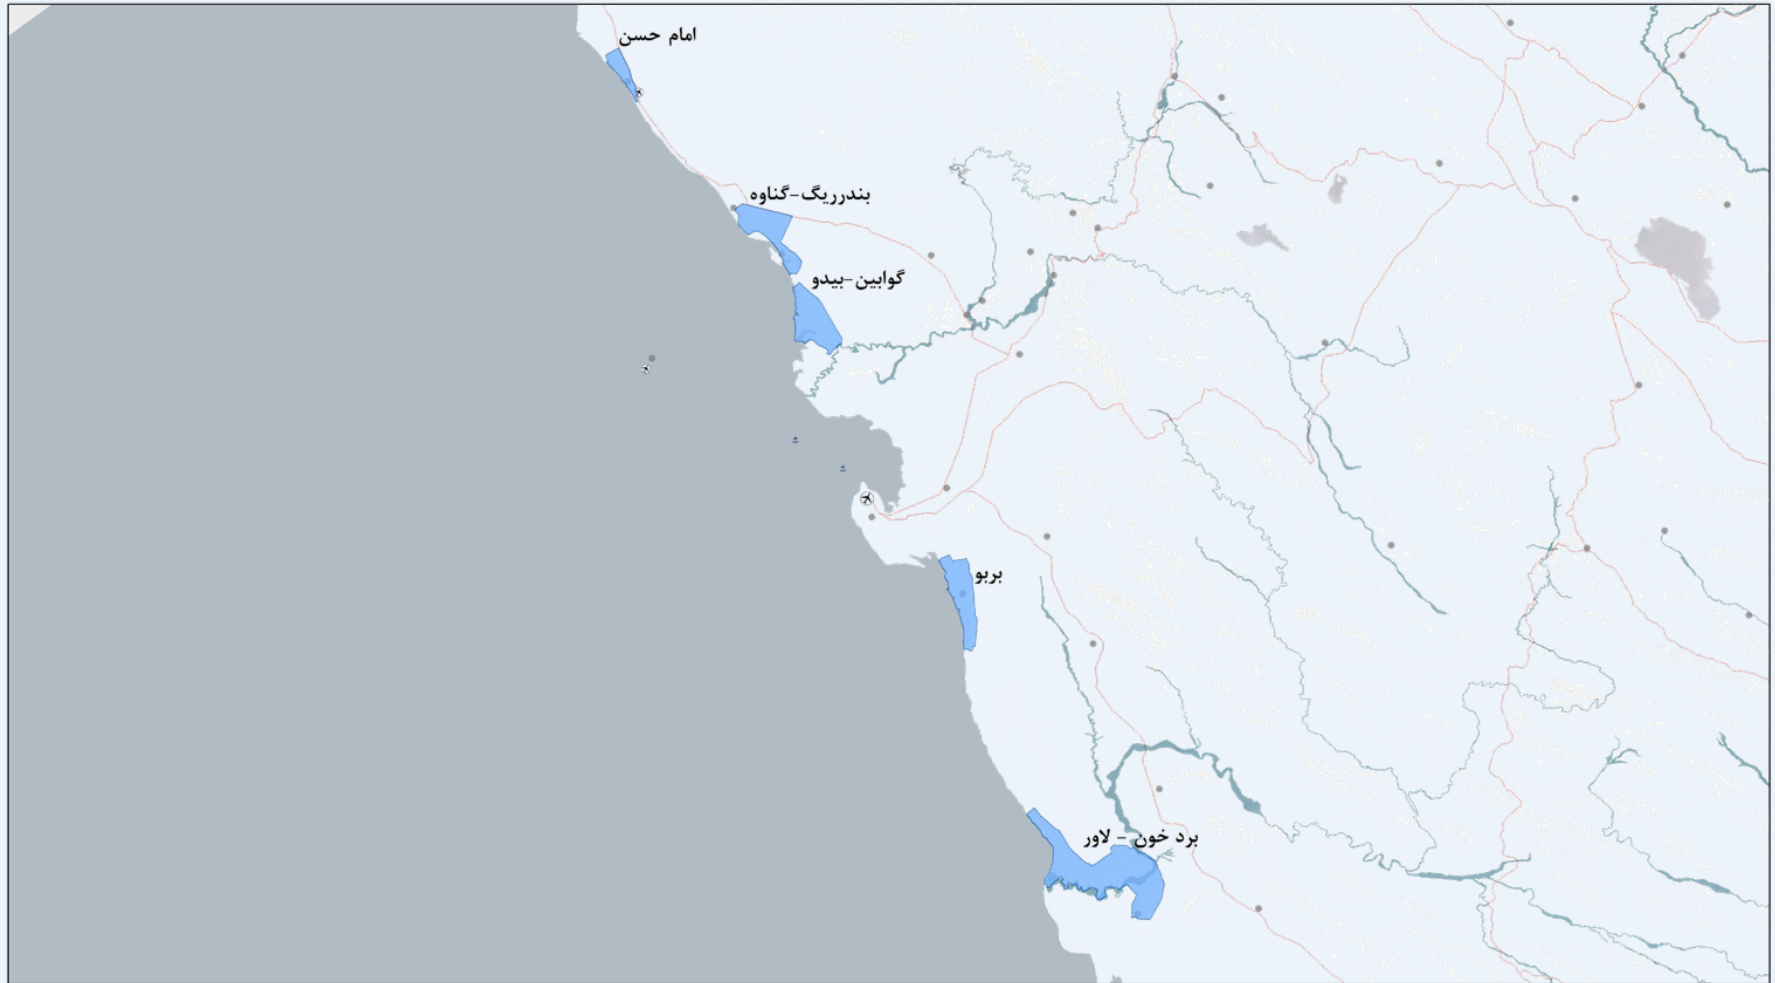 امام حسن
بندرریگ-گناوه
گوابین-بیدو
بربو
برد خون - لاور